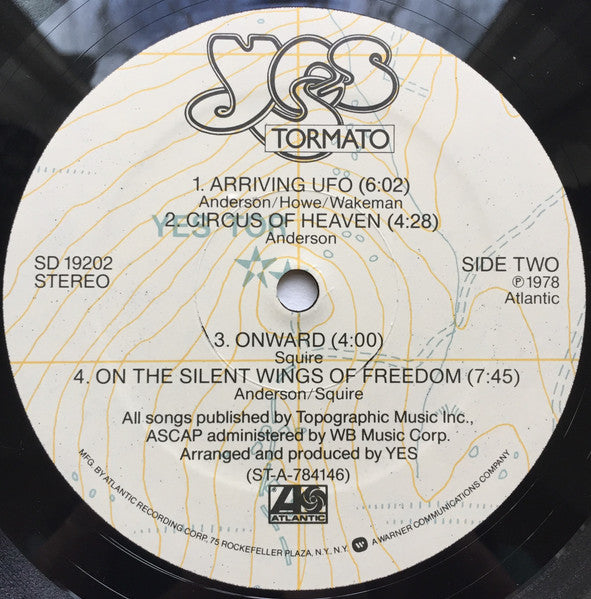 YES
TORMATO
1. ARRIVING UFO (6:02)
Anderson/Howe/Wakeman
YES TOR
2. CIRCUS OF HEAVEN (4:28)
Anderson
SD 19202
STEREO
SIDE TWO
℗ 1978
Atlantic
3. ONWARD (4:00)
Squire
4. ON THE SILENT WINGS OF FREEDOM (7:45)
Anderson/Squire
All songs published by Topographic Music Inc.,
ASCAP administered by WB Music Corp.
Arranged and produced by YES
(ST-A-784146)
ATLANTIC
MFG. BY ATLANTIC RECORDING CORP. 75 ROCKEFELLER PLAZA, N.Y. N.Y. A WARNER COMMUNICATIONS COMPANY